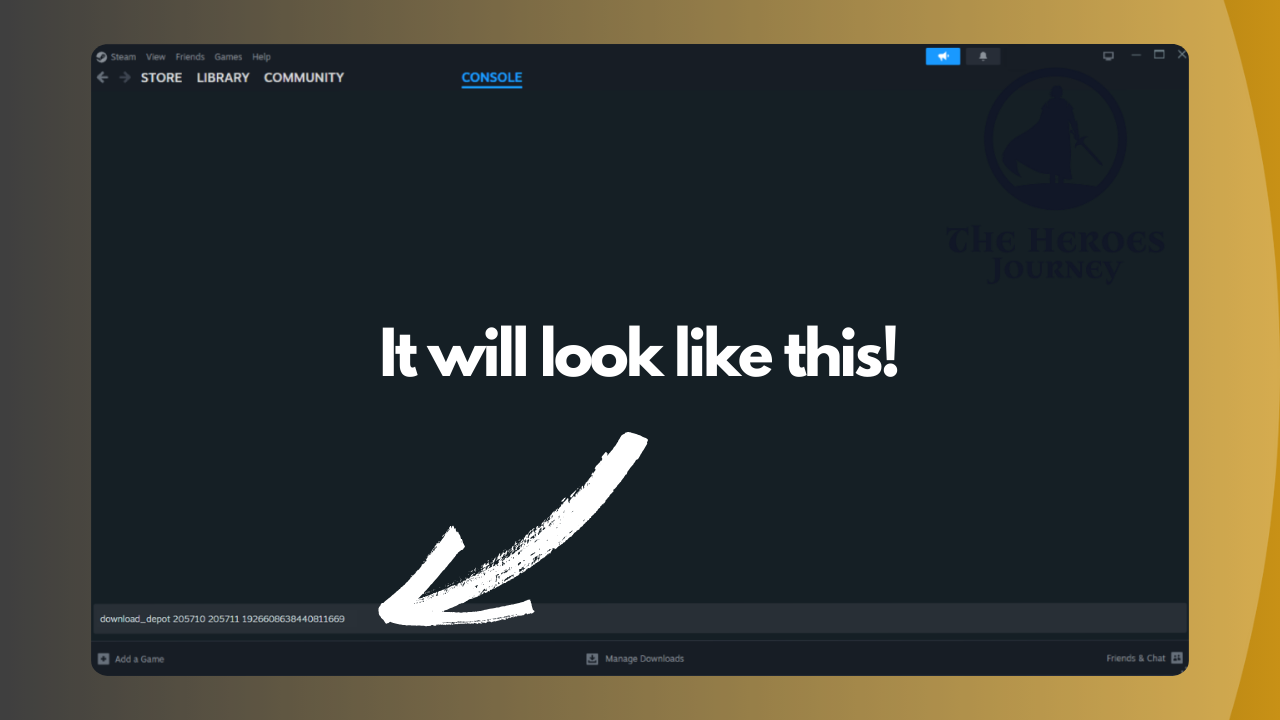 Steam View Friends Games Help
STORE LIBRARY COMMUNITY CONSOLE
The Heroes
Journey
It will look like this!
download_depot 205710 205711 1926608638440811669
Add a Game Manage Downloads Friends & Chat